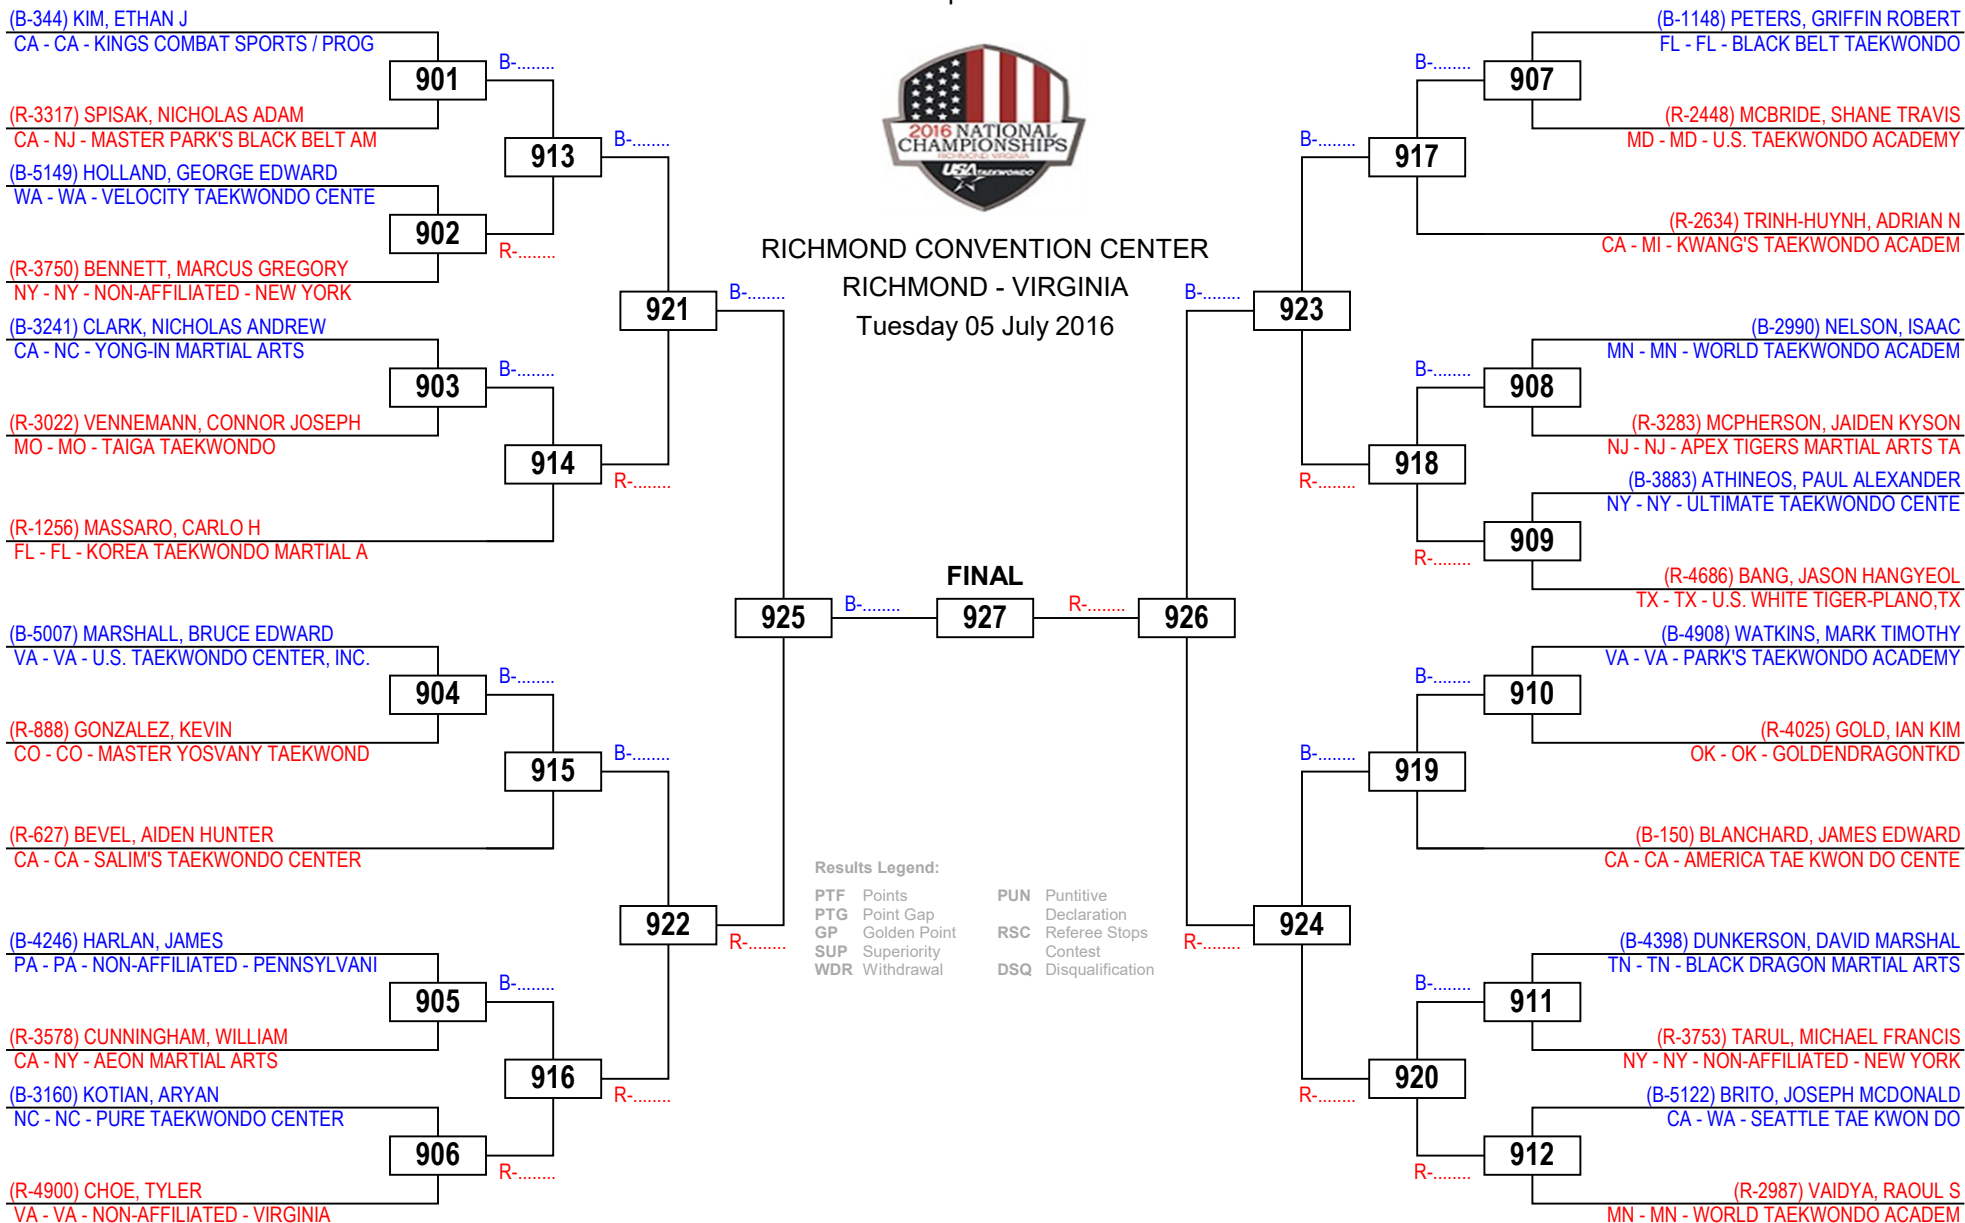 (B-344) KIM, ETHAN J
CA - CA - KINGS COMBAT SPORTS / PROG
901
B-........
(R-3317) SPISAK, NICHOLAS ADAM
CA - NJ - MASTER PARK'S BLACK BELT AM
913
B-........
(B-5149) HOLLAND, GEORGE EDWARD
WA - WA - VELOCITY TAEKWONDO CENTE
902
R-........
(R-3750) BENNETT, MARCUS GREGORY
NY - NY - NON-AFFILIATED - NEW YORK
921
B-........
(B-3241) CLARK, NICHOLAS ANDREW
CA - NC - YONG-IN MARTIAL ARTS
903
B-........
(R-3022) VENNEMANN, CONNOR JOSEPH
MO - MO - TAIGA TAEKWONDO
914
R-........
(R-1256) MASSARO, CARLO H
FL - FL - KOREA TAEKWONDO MARTIAL A
925
B-........
(B-5007) MARSHALL, BRUCE EDWARD
VA - VA - U.S. TAEKWONDO CENTER, INC.
904
B-........
(R-888) GONZALEZ, KEVIN
CO - CO - MASTER YOSVANY TAEKWOND
915
B-........
(R-627) BEVEL, AIDEN HUNTER
CA - CA - SALIM'S TAEKWONDO CENTER
922
R-........
(B-4246) HARLAN, JAMES
PA - PA - NON-AFFILIATED - PENNSYLVANI
905
B-........
(R-3578) CUNNINGHAM, WILLIAM
CA - NY - AEON MARTIAL ARTS
916
R-........
(B-3160) KOTIAN, ARYAN
NC - NC - PURE TAEKWONDO CENTER
906
R-........
(R-4900) CHOE, TYLER
VA - VA - NON-AFFILIATED - VIRGINIA
2016 NATIONAL
CHAMPIONSHIPS
RICHMOND, VIRGINIA
USA TAEKWONDO
RICHMOND CONVENTION CENTER
RICHMOND - VIRGINIA
Tuesday 05 July 2016
FINAL
927
Results Legend:
PTF Points
PTG Point Gap
GP Golden Point
SUP Superiority
WDR Withdrawal
PUN Puntitive
Declaration
RSC Referee Stops
Contest
DSQ Disqualification
(B-1148) PETERS, GRIFFIN ROBERT
FL - FL - BLACK BELT TAEKWONDO
B-........
907
(R-2448) MCBRIDE, SHANE TRAVIS
MD - MD - U.S. TAEKWONDO ACADEMY
B-........
917
(R-2634) TRINH-HUYNH, ADRIAN N
CA - MI - KWANG'S TAEKWONDO ACADEM
B-........
923
(B-2990) NELSON, ISAAC
MN - MN - WORLD TAEKWONDO ACADEM
B-........
908
(R-3283) MCPHERSON, JAIDEN KYSON
NJ - NJ - APEX TIGERS MARTIAL ARTS TA
R-........
918
(B-3883) ATHINEOS, PAUL ALEXANDER
NY - NY - ULTIMATE TAEKWONDO CENTE
R-........
909
(R-4686) BANG, JASON HANGYEOL
TX - TX - U.S. WHITE TIGER-PLANO,TX
R-........
926
(B-4908) WATKINS, MARK TIMOTHY
VA - VA - PARK'S TAEKWONDO ACADEMY
B-........
910
(R-4025) GOLD, IAN KIM
OK - OK - GOLDENDRAGONTKD
B-........
919
(B-150) BLANCHARD, JAMES EDWARD
CA - CA - AMERICA TAE KWON DO CENTE
R-........
924
(B-4398) DUNKERSON, DAVID MARSHAL
TN - TN - BLACK DRAGON MARTIAL ARTS
B-........
911
(R-3753) TARUL, MICHAEL FRANCIS
NY - NY - NON-AFFILIATED - NEW YORK
R-........
920
(B-5122) BRITO, JOSEPH MCDONALD
CA - WA - SEATTLE TAE KWON DO
R-........
912
(R-2987) VAIDYA, RAOUL S
MN - MN - WORLD TAEKWONDO ACADEM